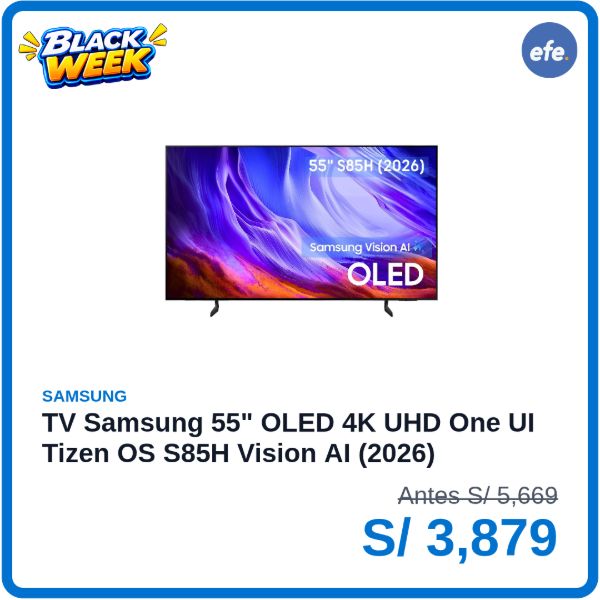 BLACK
WEEK
efe.
55" S85H (2026)
Samsung Vision AI
OLED
SAMSUNG
TV Samsung 55" OLED 4K UHD One UI
Tizen OS S85H Vision AI (2026)
Antes S/ 5,669
S/ 3,879